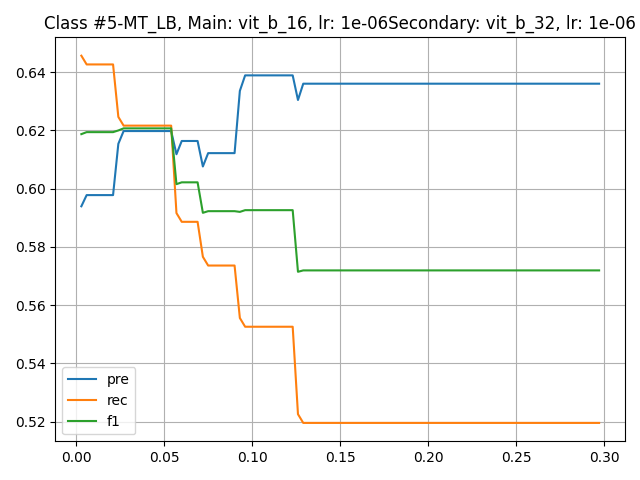 Class #5-MT_LB, Main: vit_b_16, lr: 1e-06Secondary: vit_b_32, lr: 1e-06
0.64
0.62
0.60
0.58
0.56
0.54
0.52
pre
rec
f1
0.00 0.05 0.10 0.15 0.20 0.25 0.30